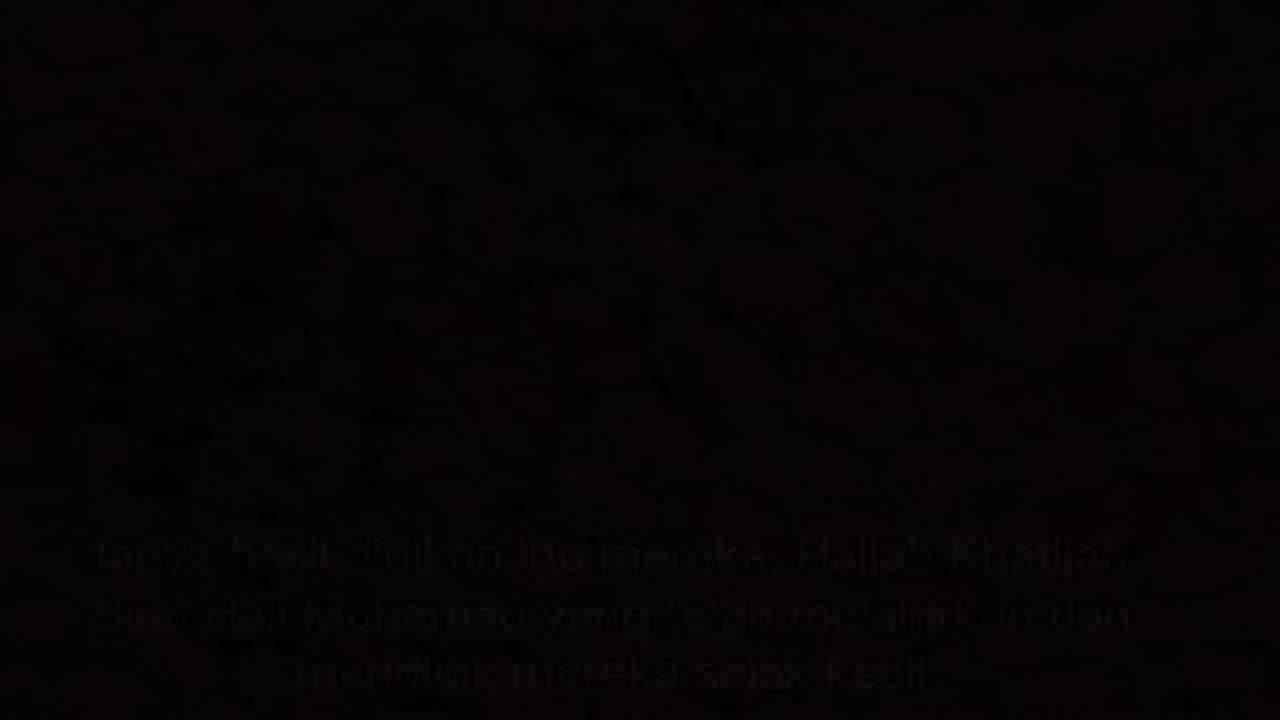 Ianya hasil didikan ibu mereka, Hajjah Khatijah
Binti Haji Mohamad yang telah melahirkan dan
mendidik mereka sejak kecil.